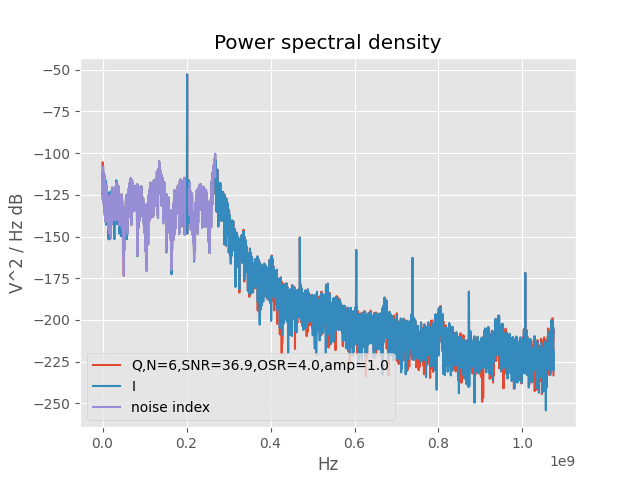 Power spectral density
V^2 / Hz dB
−50
−75
−100
−125
−150
−175
−200
−225
−250
Q,N=6,SNR=36.9,OSR=4.0,amp=1.0
I
noise index
0.0 0.2 0.4 0.6 0.8 1.0
1e9
Hz